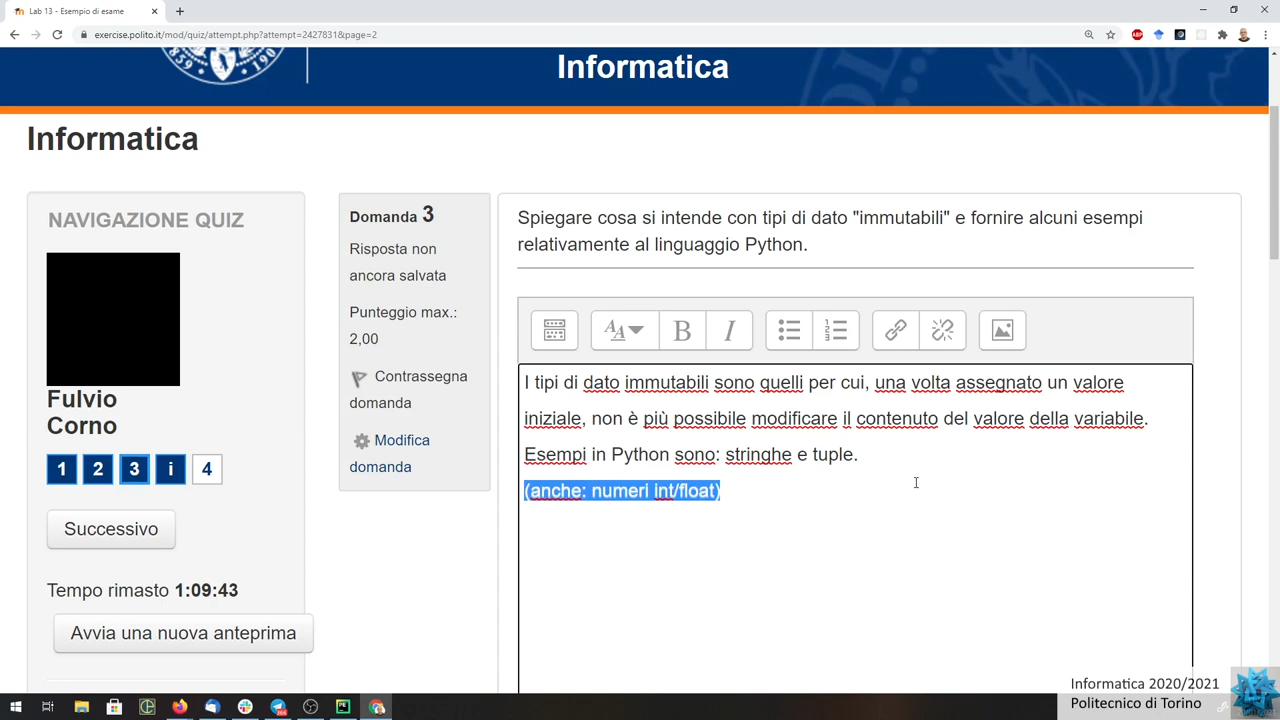 Lab 13 - Esempio di esame
exercise.polito.it/mod/quiz/attempt.php?attempt=2427831&page=2
ABP
Informatica
Informatica
NAVIGAZIONE QUIZ
Fulvio
Corno
1 2 3 i 4
Successivo
Tempo rimasto 1:09:43
Avvia una nuova anteprima
Domanda 3
Risposta non
ancora salvata
Punteggio max.:
2,00
Contrassegna
domanda
Modifica
domanda
Spiegare cosa si intende con tipi di dato "immutabili" e fornire alcuni esempi
relativamente al linguaggio Python.
I tipi di dato immutabili sono quelli per cui, una volta assegnato un valore
iniziale, non è più possibile modificare il contenuto del valore della variabile.
Esempi in Python sono: stringhe e tuple.
(anche: numeri int/float)
Informatica 2020/2021
Politecnico di Torino